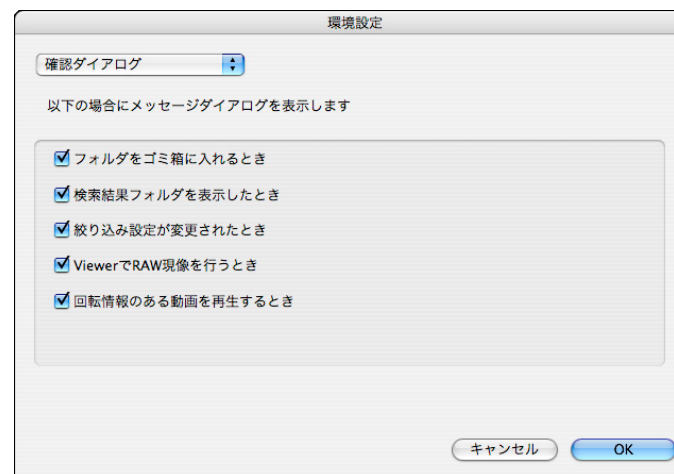 環境設定
確認ダイアログ
以下の場合にメッセージダイアログを表示します
フォルダをゴミ箱に入れるとき
検索結果フォルダを表示したとき
絞り込み設定が変更されたとき
ViewerでRAW現像を行うとき
回転情報のある動画を再生するとき
キャンセル
OK